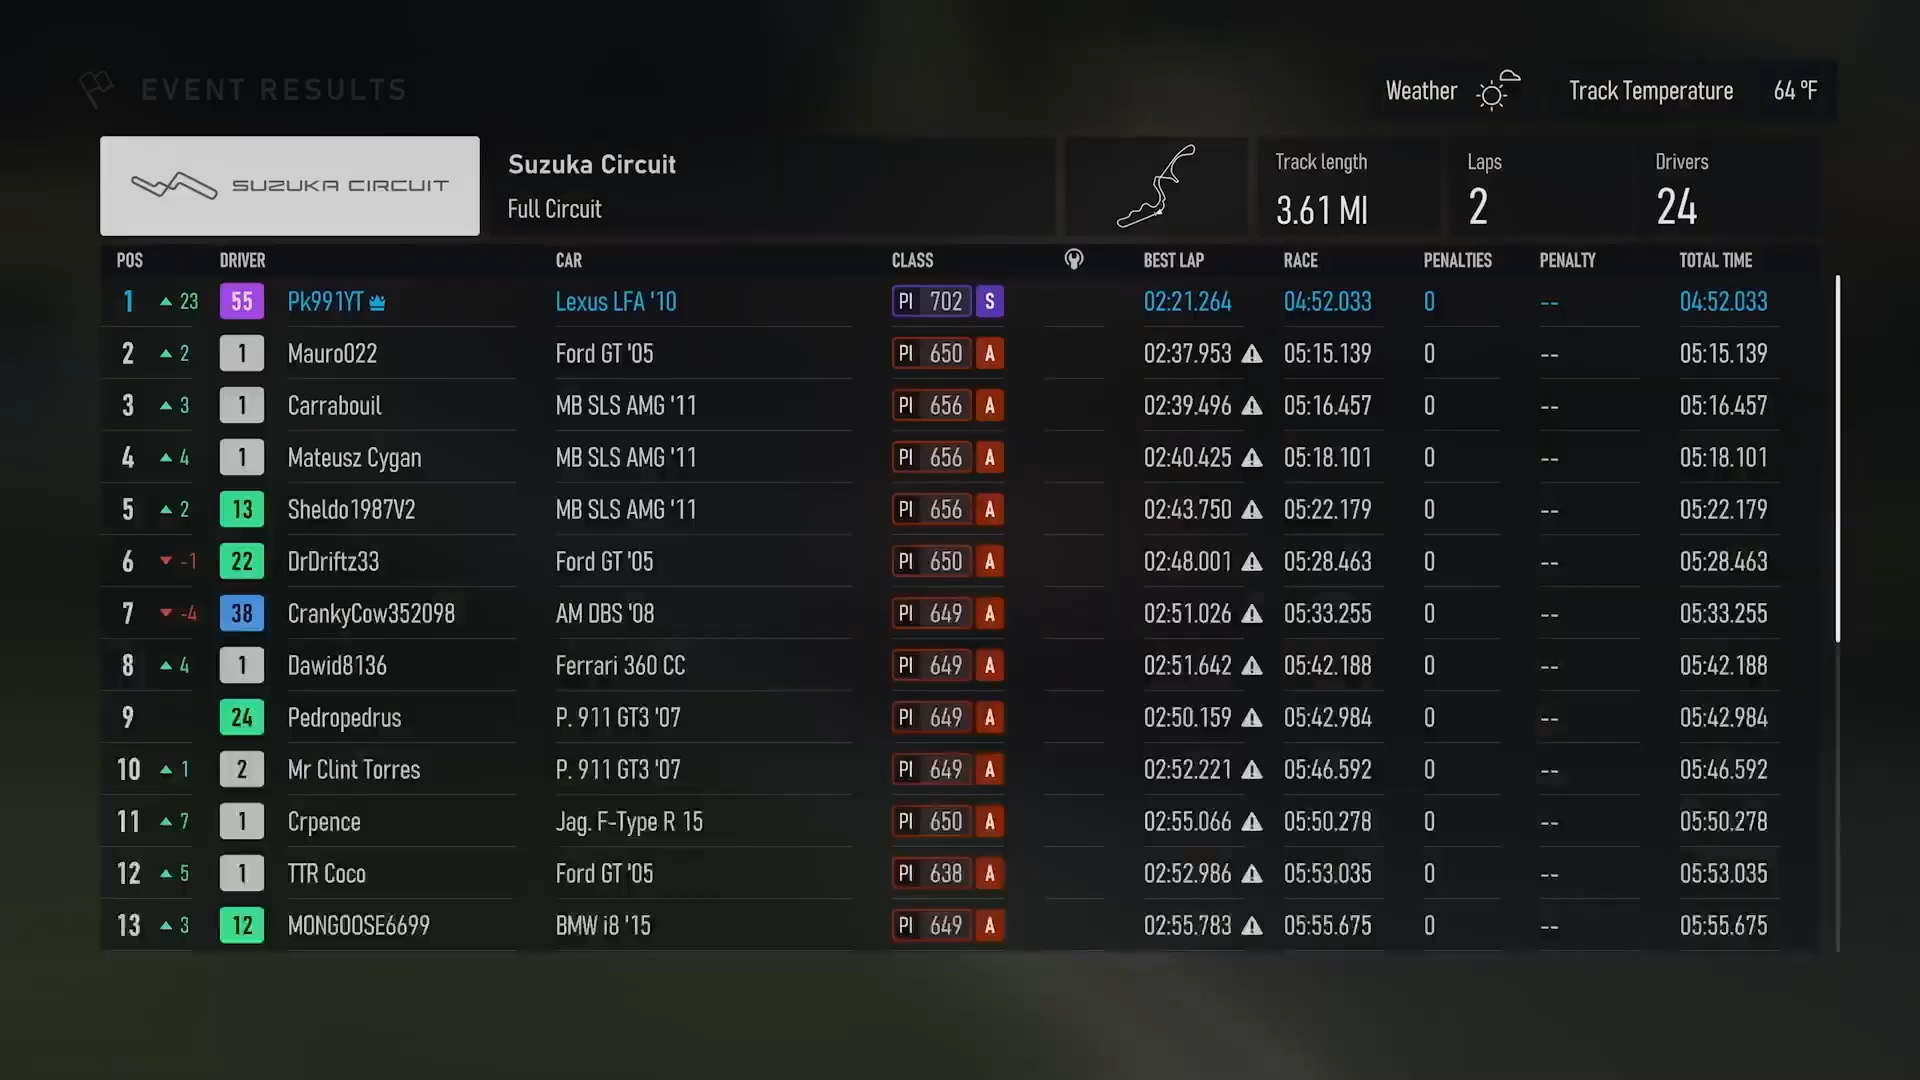 EVENT RESULTS
Weather Track Temperature 64 °F
SUZUKA CIRCUIT
Suzuka Circuit
Full Circuit
Track length
3.61 MI
Laps
2
Drivers
24
POS DRIVER CAR CLASS BEST LAP RACE PENALTIES PENALTY TOTAL TIME
1 23 55 Pk991YT Lexus LFA '10 PI 702 S 02:21.264 04:52.033 0 -- 04:52.033
2 2 1 Mauro022 Ford GT '05 PI 650 A 02:37.953 05:15.139 0 -- 05:15.139
3 3 1 Carrabouil MB SLS AMG '11 PI 656 A 02:39.496 05:16.457 0 -- 05:16.457
4 4 1 Mateusz Cygan MB SLS AMG '11 PI 656 A 02:40.425 05:18.101 0 -- 05:18.101
5 2 13 Sheldo1987V2 MB SLS AMG '11 PI 656 A 02:43.750 05:22.179 0 -- 05:22.179
6 -1 22 DrDriftz33 Ford GT '05 PI 650 A 02:48.001 05:28.463 0 -- 05:28.463
7 -4 38 CrankyCow352098 AM DBS '08 PI 649 A 02:51.026 05:33.255 0 -- 05:33.255
8 4 1 Dawid8136 Ferrari 360 CC PI 649 A 02:51.642 05:42.188 0 -- 05:42.188
9 24 Pedropedrus P. 911 GT3 '07 PI 649 A 02:50.159 05:42.984 0 -- 05:42.984
10 1 2 Mr Clint Torres P. 911 GT3 '07 PI 649 A 02:52.221 05:46.592 0 -- 05:46.592
11 7 1 Crpence Jag. F-Type R 15 PI 650 A 02:55.066 05:50.278 0 -- 05:50.278
12 5 1 TTR Coco Ford GT '05 PI 638 A 02:52.986 05:53.035 0 -- 05:53.035
13 3 12 MONGOOSE6699 BMW i8 '15 PI 649 A 02:55.783 05:55.675 0 -- 05:55.675